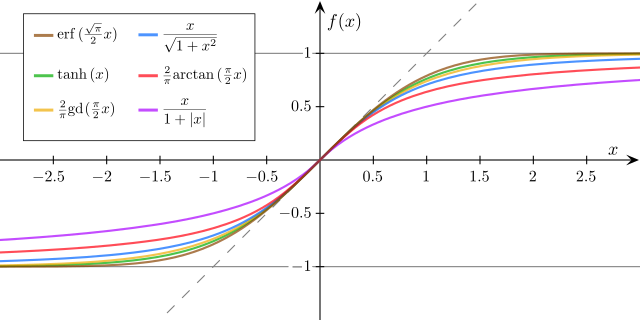 f(x)
erf (√π/2 x) x/√(1 + x²)
tanh (x) 2/π arctan (π/2 x)
2/π gd(π/2 x) x/(1 + |x|)
1
0.5
x
−2.5 −2 −1.5 −1 −0.5 0.5 1 1.5 2 2.5
−0.5
−1